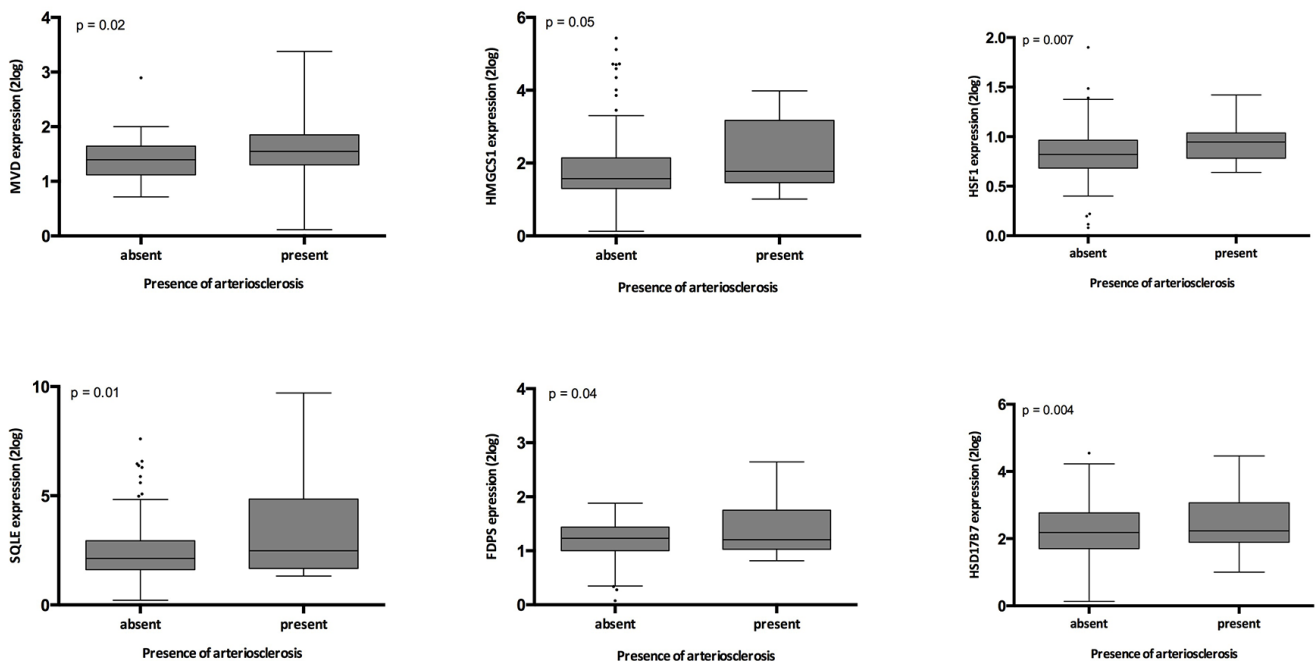 p = 0.02
MVD expression (2log)
4
3
2
1
0
absent present
Presence of arteriosclerosis
p = 0.05
HMGCS1 expression (2log)
6
4
2
0
absent present
Presence of arteriosclerosis
p = 0.007
HSF1 expression (2log)
2.0
1.5
1.0
0.5
0.0
absent present
Presence of arteriosclerosis
p = 0.01
SQLE expression (2log)
10
5
0
absent present
Presence of arteriosclerosis
p = 0.04
FDPS epression (2log)
4
3
2
1
0
absent present
Presence of arteriosclerosis
p = 0.004
HSD17B7 expression (2log)
6
4
2
0
absent present
Presence of arteriosclerosis